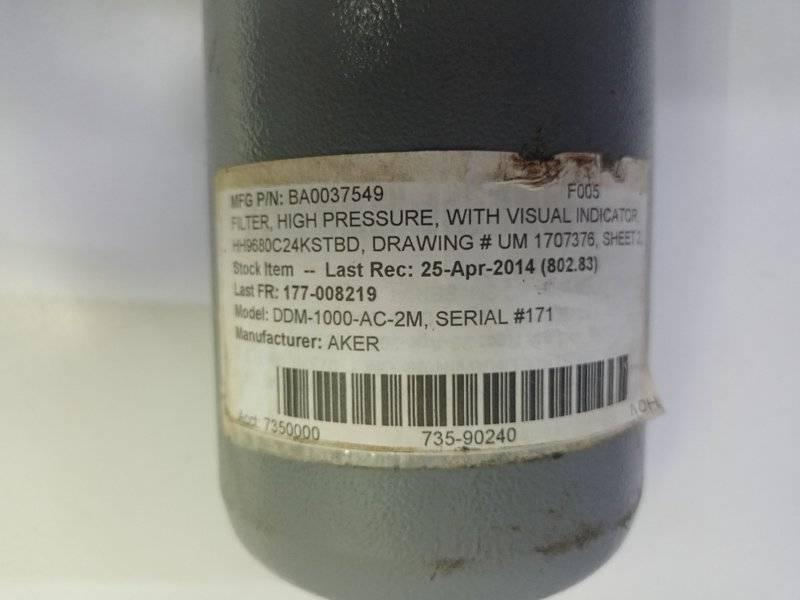 MFG P/N: BA0037549 F005
FILTER, HIGH PRESSURE, WITH VISUAL INDICATOR,
HH9680C24KSTBD, DRAWING # UM 1707376, SHEET 2,
Stock Item -- Last Rec: 25-Apr-2014 (802.83)
Last FR: 177-008219
Model: DDM-1000-AC-2M, SERIAL #171
Manufacturer: AKER
Acct: 7350000 735-90240